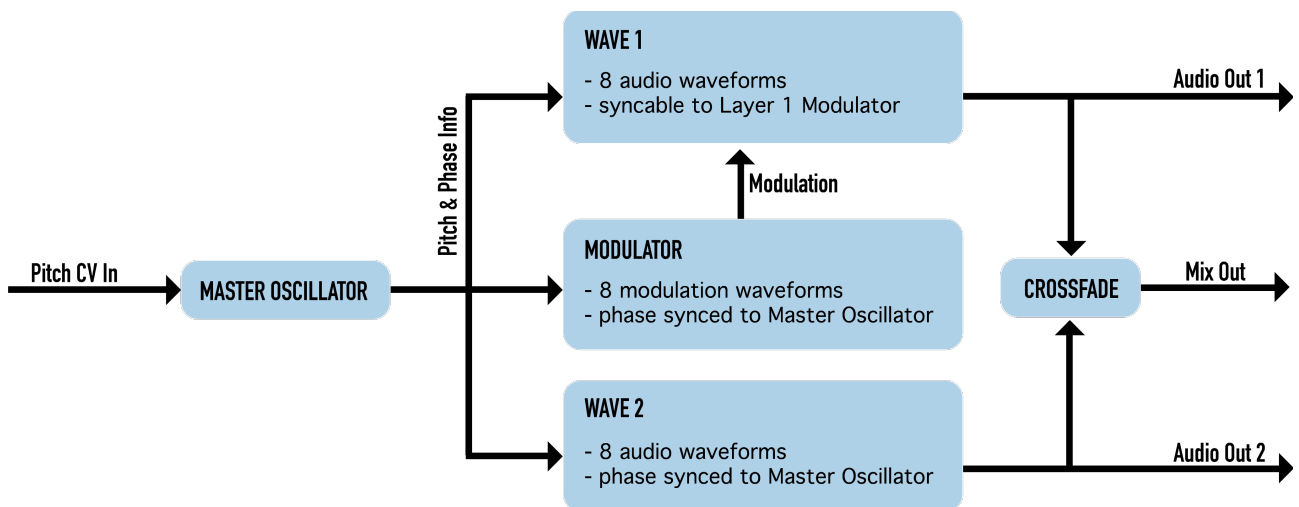 WAVE 1
- 8 audio waveforms
- syncable to Layer 1 Modulator
Audio Out 1
Pitch & Phase Info
Modulation
Pitch CV In
MASTER OSCILLATOR
MODULATOR
- 8 modulation waveforms
- phase synced to Master Oscillator
CROSSFADE
Mix Out
WAVE 2
- 8 audio waveforms
- phase synced to Master Oscillator
Audio Out 2